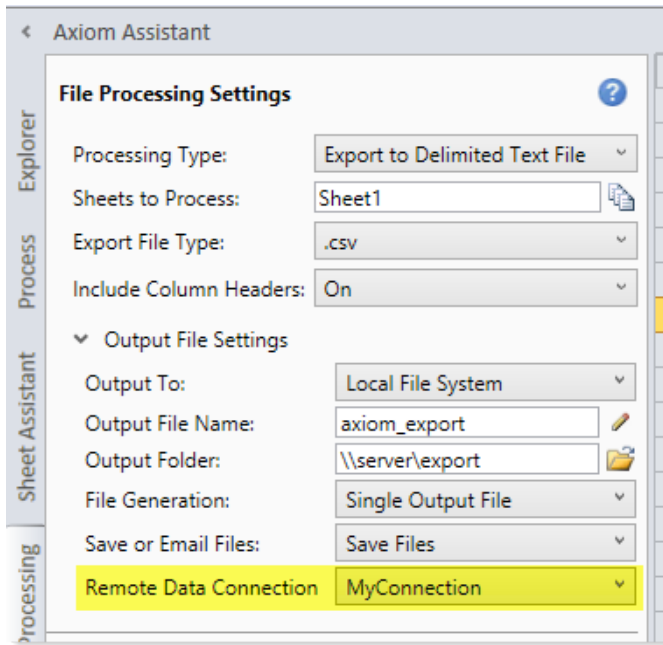 Axiom Assistant
File Processing Settings
Processing Type: Export to Delimited Text File
Sheets to Process: Sheet1
Export File Type: .csv
Include Column Headers: On
Output File Settings
Output To: Local File System
Output File Name: axiom_export
Output Folder: \\server\export
File Generation: Single Output File
Save or Email Files: Save Files
Remote Data Connection MyConnection
Explorer
Process
Sheet Assistant
Processing